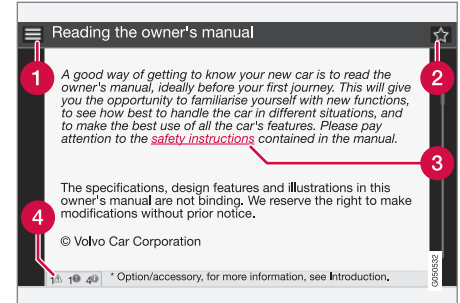 Reading the owner's manual
1
2
A good way of getting to know your new car is to read the
owner's manual, ideally before your first journey. This will give
you the opportunity to familiarise yourself with new functions,
to see how best to handle the car in different situations, and
to make the best use of all the car's features. Please pay
attention to the safety instructions contained in the manual.
3
The specifications, design features and illustrations in this
owner's manual are not binding. We reserve the right to make
modifications without prior notice.
4
© Volvo Car Corporation
1 1 4 * Option/accessory, for more information, see Introduction.
G050532